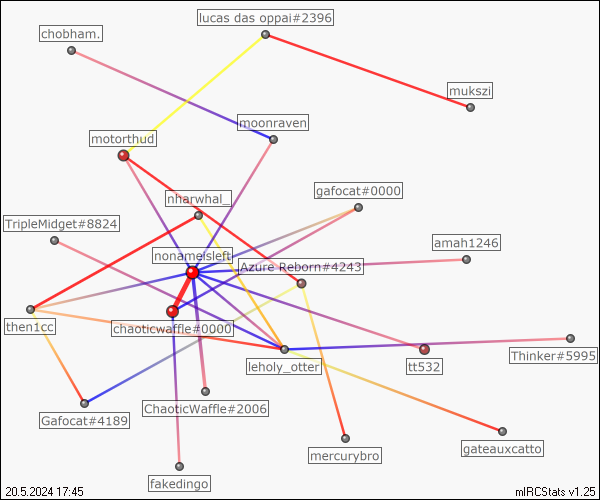 lucas das oppai#2396
chobham.
mukszi
moonraven
motorthud
gafocat#0000
nharwhal_
TripleMidget#8824
amah1246
nonameisleft
Azure Reborn#4243
then1cc
chaoticwaffle#0000
Thinker#5995
leholy_otter
tt532
ChaoticWaffle#2006
Gafocat#4189
gateauxcatto
mercurybro
fakedingo
20.5.2024 17:45
mIRCStats v1.25